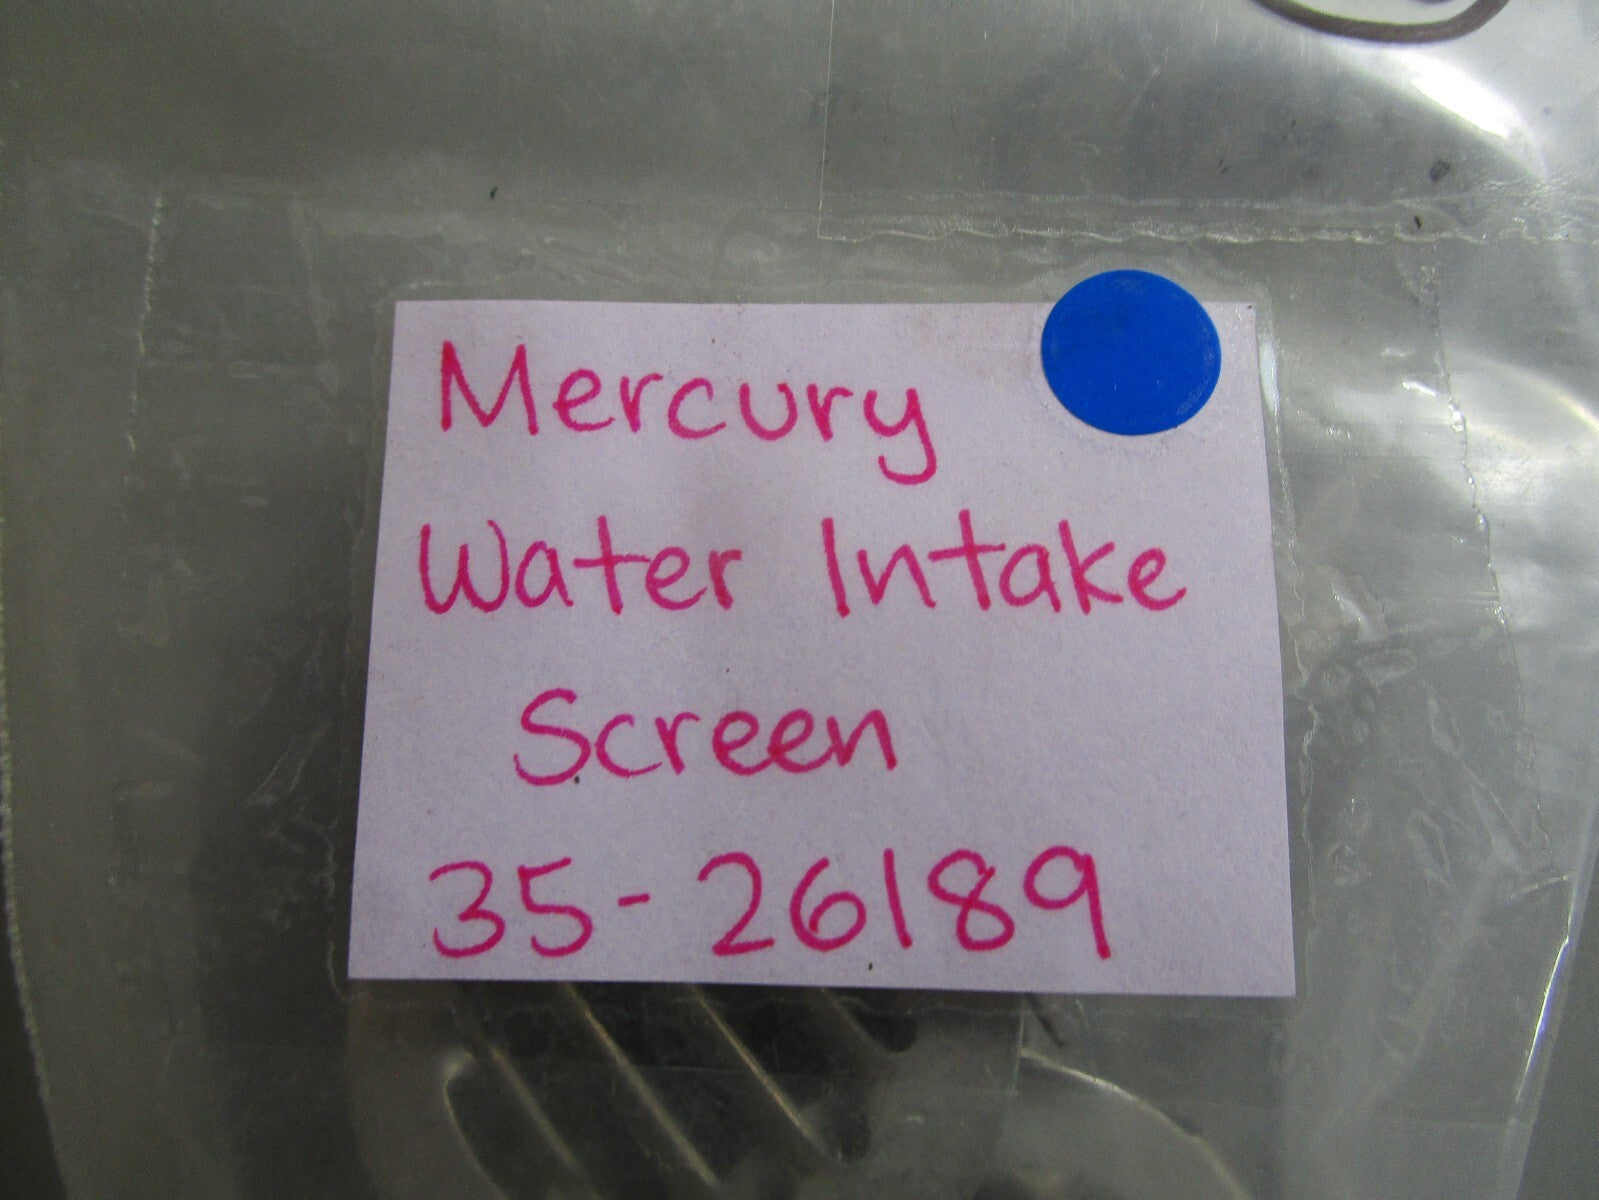 Mercury
Water Intake
Screen
35-26189